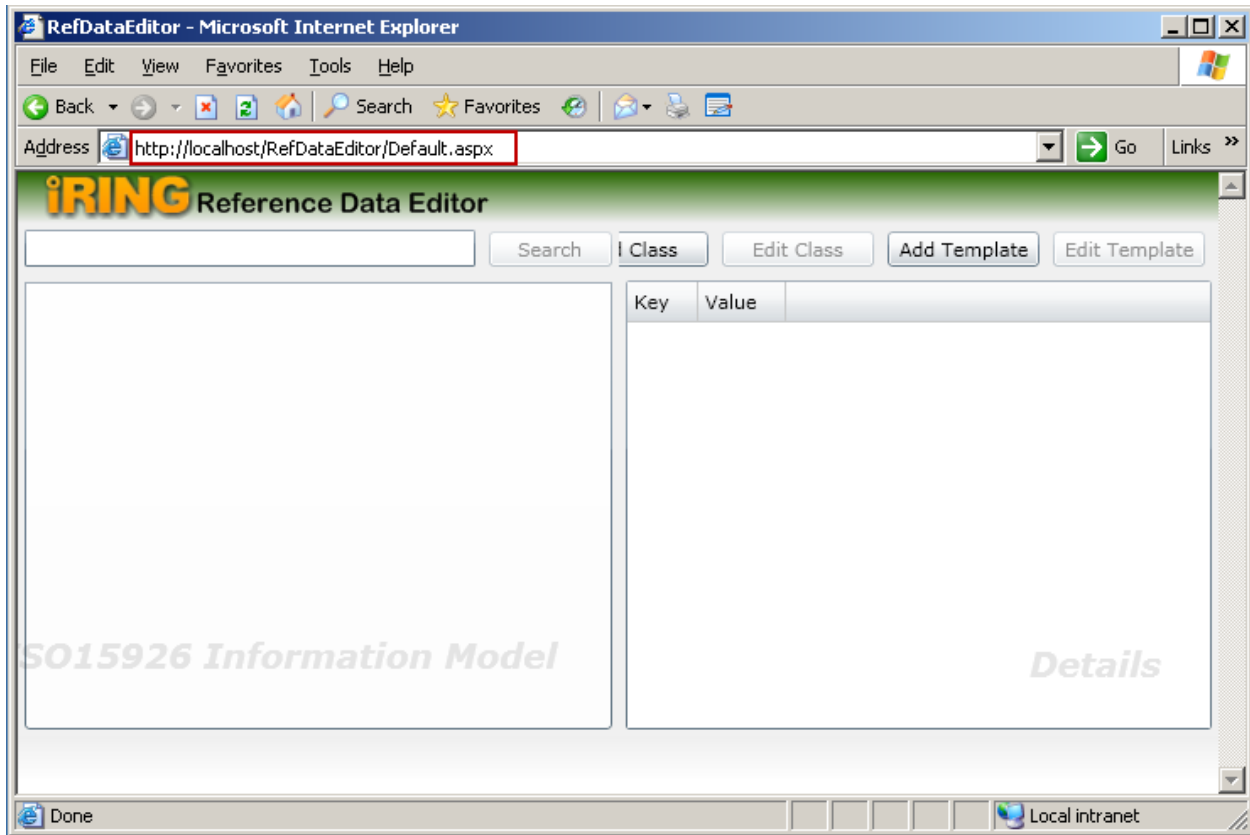 RefDataEditor - Microsoft Internet Explorer
File Edit View Favorites Tools Help
Back Search Favorites
Address http://localhost/RefDataEditor/Default.aspx Go Links »
iRING Reference Data Editor
Search Class Edit Class Add Template Edit Template
Key Value
SO15926 Information Model
Details
Done Local intranet